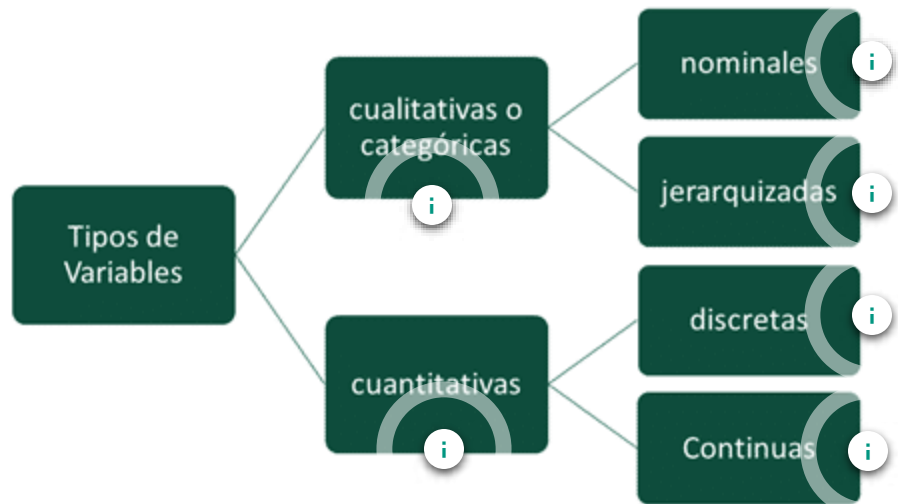 Tipos de
Variables
cualitativas o
categóricas
nominales
jerarquizadas
cuantitativas
discretas
Continuas
i
i
i
i
i
i